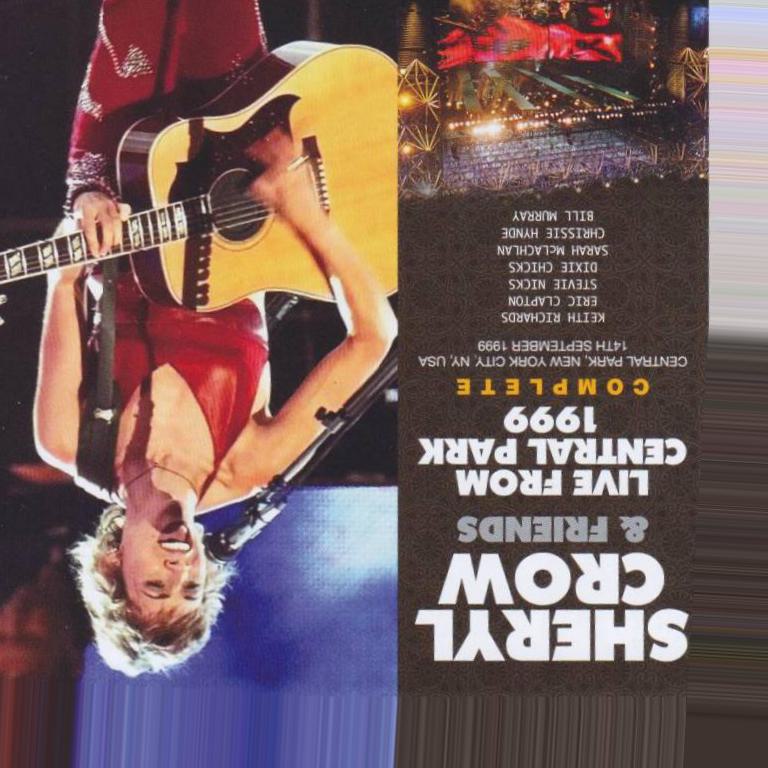 SHERYL
CROW
& FRIENDS
LIVE FROM
CENTRAL PARK
1999
COMPLETE
CENTRAL PARK, NEW YORK CITY, NY, USA
14TH SEPTEMBER 1999
KEITH RICHARDS
ERIC CLAPTON
STEVIE NICKS
DIXIE CHICKS
SARAH McLACHLAN
CHRISSIE HYNDE
BILL MURRAY